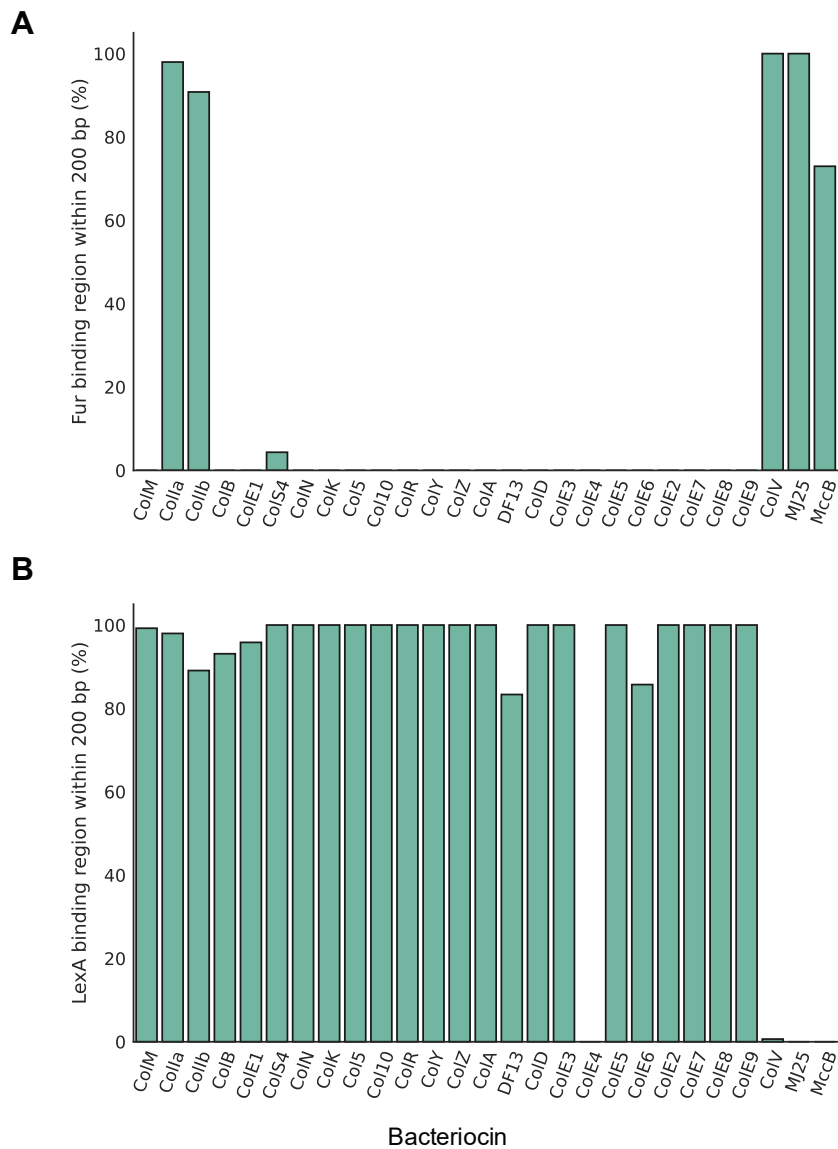 A
Fur binding region within 200 bp (%)
100
80
60
40
20
0
ColM
ColIa
ColIb
ColB
ColE1
ColS4
ColN
ColK
Col5
Col10
ColR
ColY
ColZ
ColA
DF13
ColD
ColE3
ColE4
ColE5
ColE6
ColE2
ColE7
ColE8
ColE9
ColV
MJ25
MccB
B
LexA binding region within 200 bp (%)
100
80
60
40
20
0
ColM
ColIa
ColIb
ColB
ColE1
ColS4
ColN
ColK
Col5
Col10
ColR
ColY
ColZ
ColA
DF13
ColD
ColE3
ColE4
ColE5
ColE6
ColE2
ColE7
ColE8
ColE9
ColV
MJ25
MccB
Bacteriocin